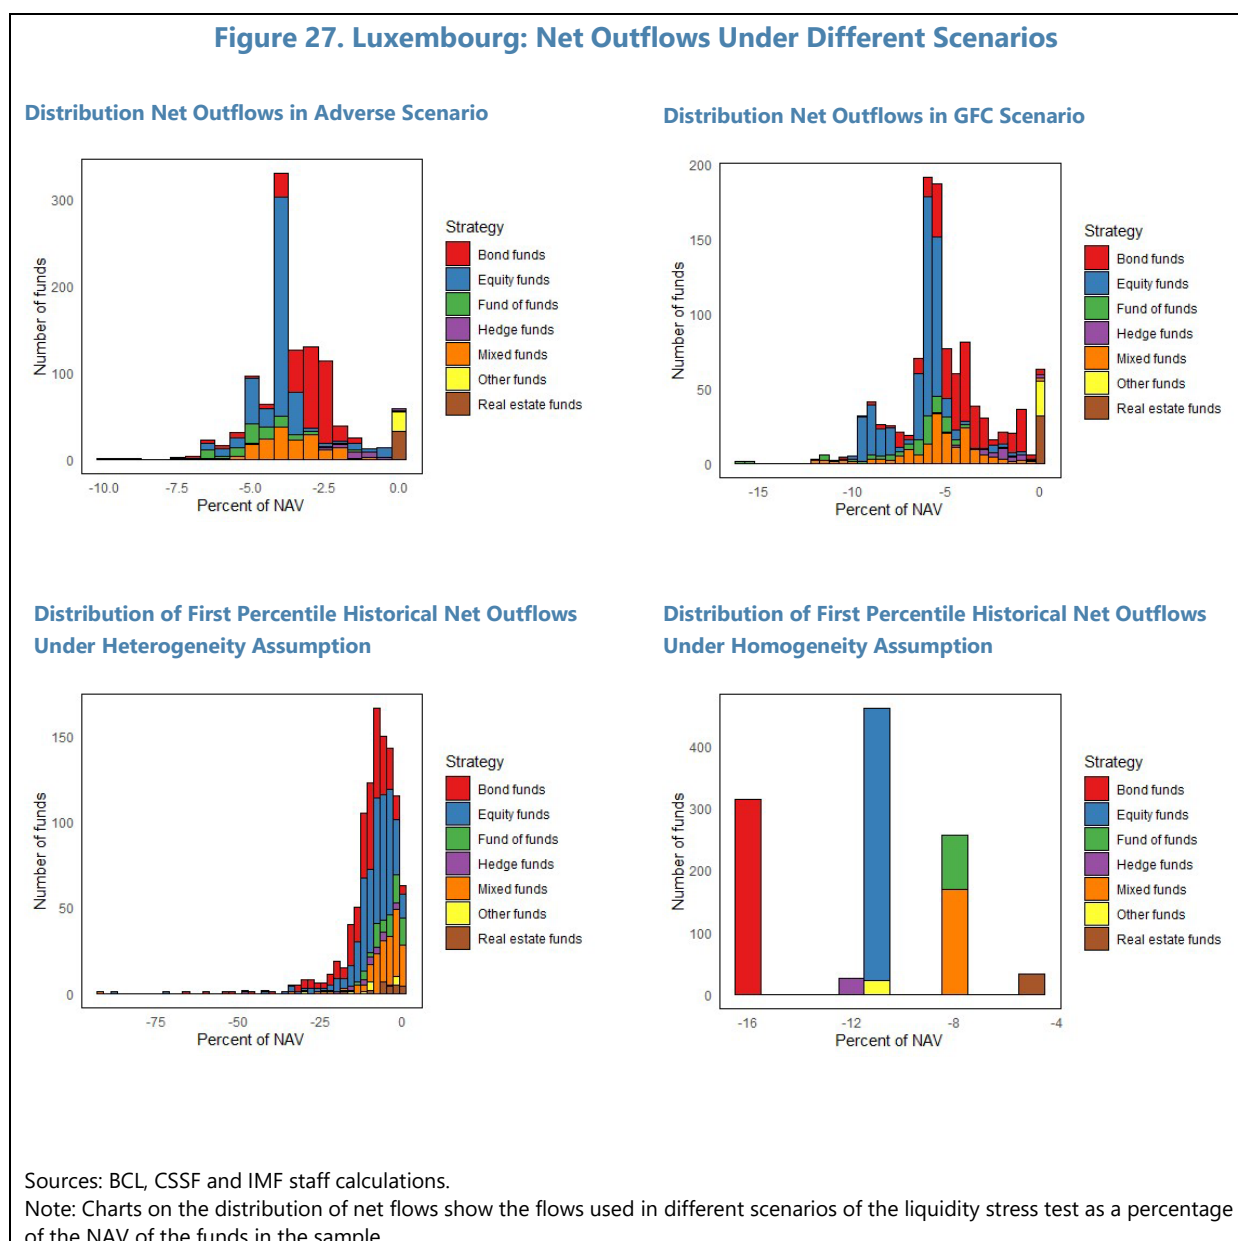 Figure 27. Luxembourg: Net Outflows Under Different Scenarios
Distribution Net Outflows in Adverse Scenario
300
200
100
0
Number of funds
-10.0 -7.5 -5.0 -2.5 0.0
Percent of NAV
Strategy
Bond funds
Equity funds
Fund of funds
Hedge funds
Mixed funds
Other funds
Real estate funds
Distribution Net Outflows in GFC Scenario
200
150
100
50
0
Number of funds
-15 -10 -5 0
Percent of NAV
Strategy
Bond funds
Equity funds
Fund of funds
Hedge funds
Mixed funds
Other funds
Real estate funds
Distribution of First Percentile Historical Net Outflows
Under Heterogeneity Assumption
150
100
50
0
Number of funds
-75 -50 -25 0
Percent of NAV
Strategy
Bond funds
Equity funds
Fund of funds
Hedge funds
Mixed funds
Other funds
Real estate funds
Distribution of First Percentile Historical Net Outflows
Under Homogeneity Assumption
400
300
200
100
0
Number of funds
-16 -12 -8 -4
Percent of NAV
Strategy
Bond funds
Equity funds
Fund of funds
Hedge funds
Mixed funds
Other funds
Real estate funds
Sources: BCL, CSSF and IMF staff calculations.
Note: Charts on the distribution of net flows show the flows used in different scenarios of the liquidity stress test as a percentage
of the NAV of the funds in the sample